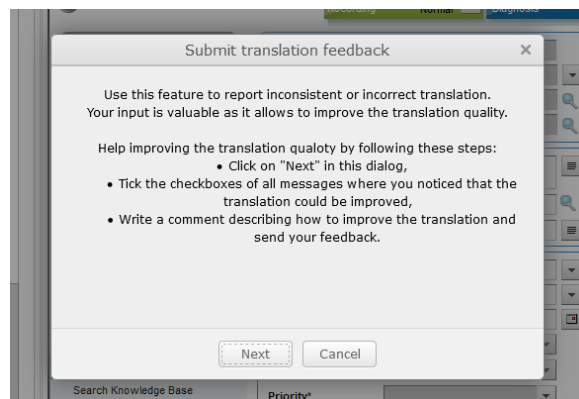 Recording Normal Diagnosis
Submit translation feedback ×
Use this feature to report inconsistent or incorrect translation.
Your input is valuable as it allows to improve the translation quality.
Help improving the translation qualoty by following these steps:
• Click on "Next" in this dialog,
• Tick the checkboxes of all messages where you noticed that the
translation could be improved,
• Write a comment describing how to improve the translation and
send your feedback.
Next Cancel
Search Knowledge Base
Priority*